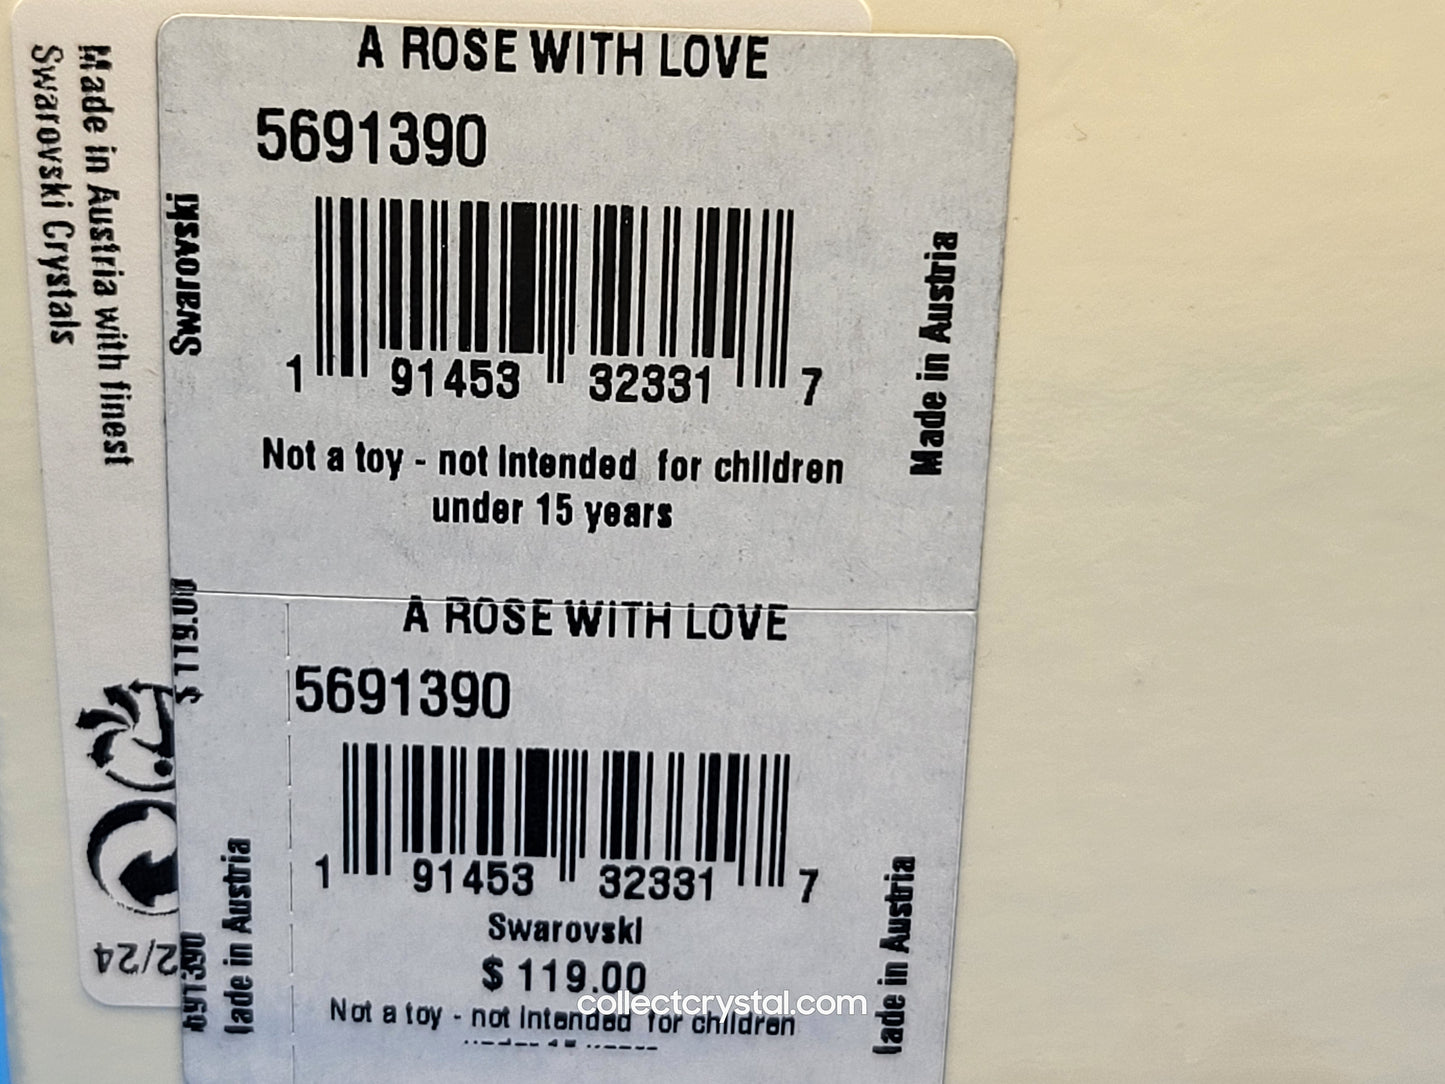 Made in Austria with finest
Swarovski Crystals
A ROSE WITH LOVE
5691390
Swarovski
1 91453 32331 7
Made in Austria
Not a toy - not intended for children
under 15 years
$ 119.00
A ROSE WITH LOVE
5691390
1 91453 32331 7
Swarovski
$ 119.00
Not a toy - not intended for children
ade in Austria
ade in Austria
2/24
collectcrystal.com